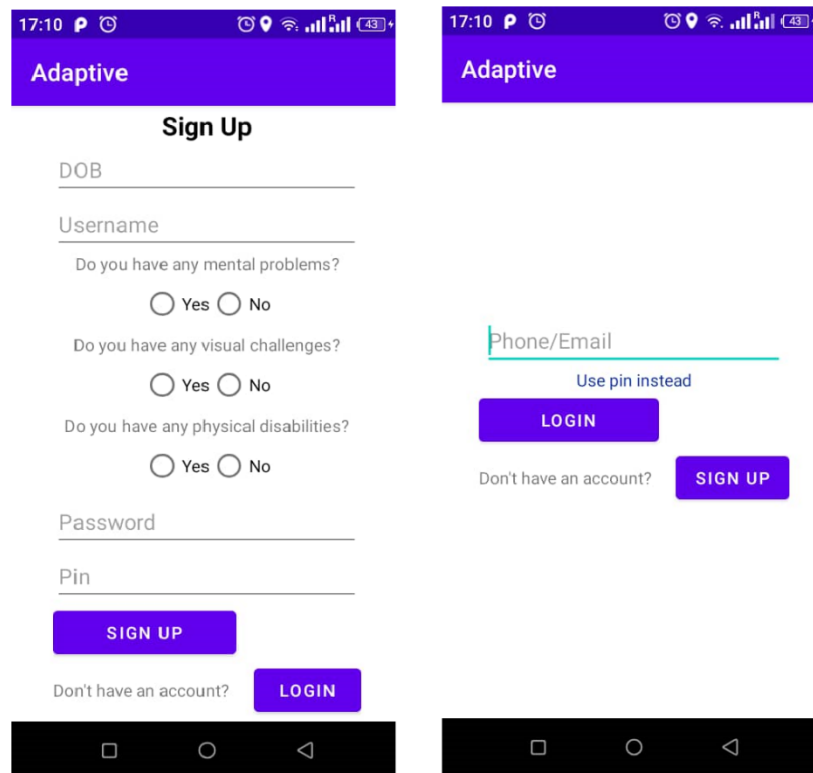 17:10
R
43
Adaptive
Sign Up
DOB
Username
Do you have any mental problems?
Yes No
Do you have any visual challenges?
Yes No
Do you have any physical disabilities?
Yes No
Password
Pin
SIGN UP
Don't have an account? LOGIN
17:10
R
43
Adaptive
Phone/Email
Use pin instead
LOGIN
Don't have an account? SIGN UP